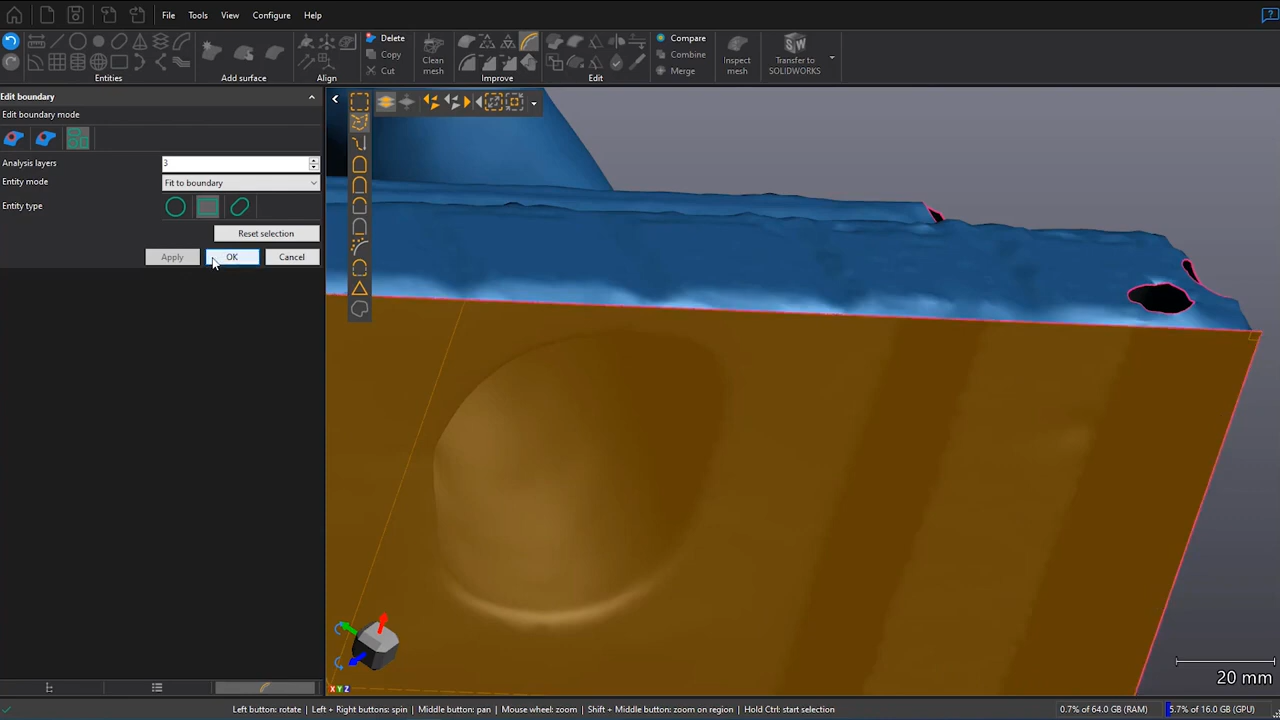 File Tools View Configure Help
Delete
Copy
Cut
Clean mesh
Compare
Combine
Merge
Inspect mesh
Transfer to SOLIDWORKS
Entities Add surface Align Improve Edit
Edit boundary
Edit boundary mode
Analysis layers 3
Entity mode Fit to boundary
Entity type
Reset selection
Apply OK Cancel
X Y Z
20 mm
Left button: rotate | Left + Right buttons: spin | Middle button: pan | Mouse wheel: zoom | Shift + Middle button: zoom on region | Hold Ctrl: start selection
0.7% of 64.0 GB (RAM) 5.7% of 16.0 GB (GPU)